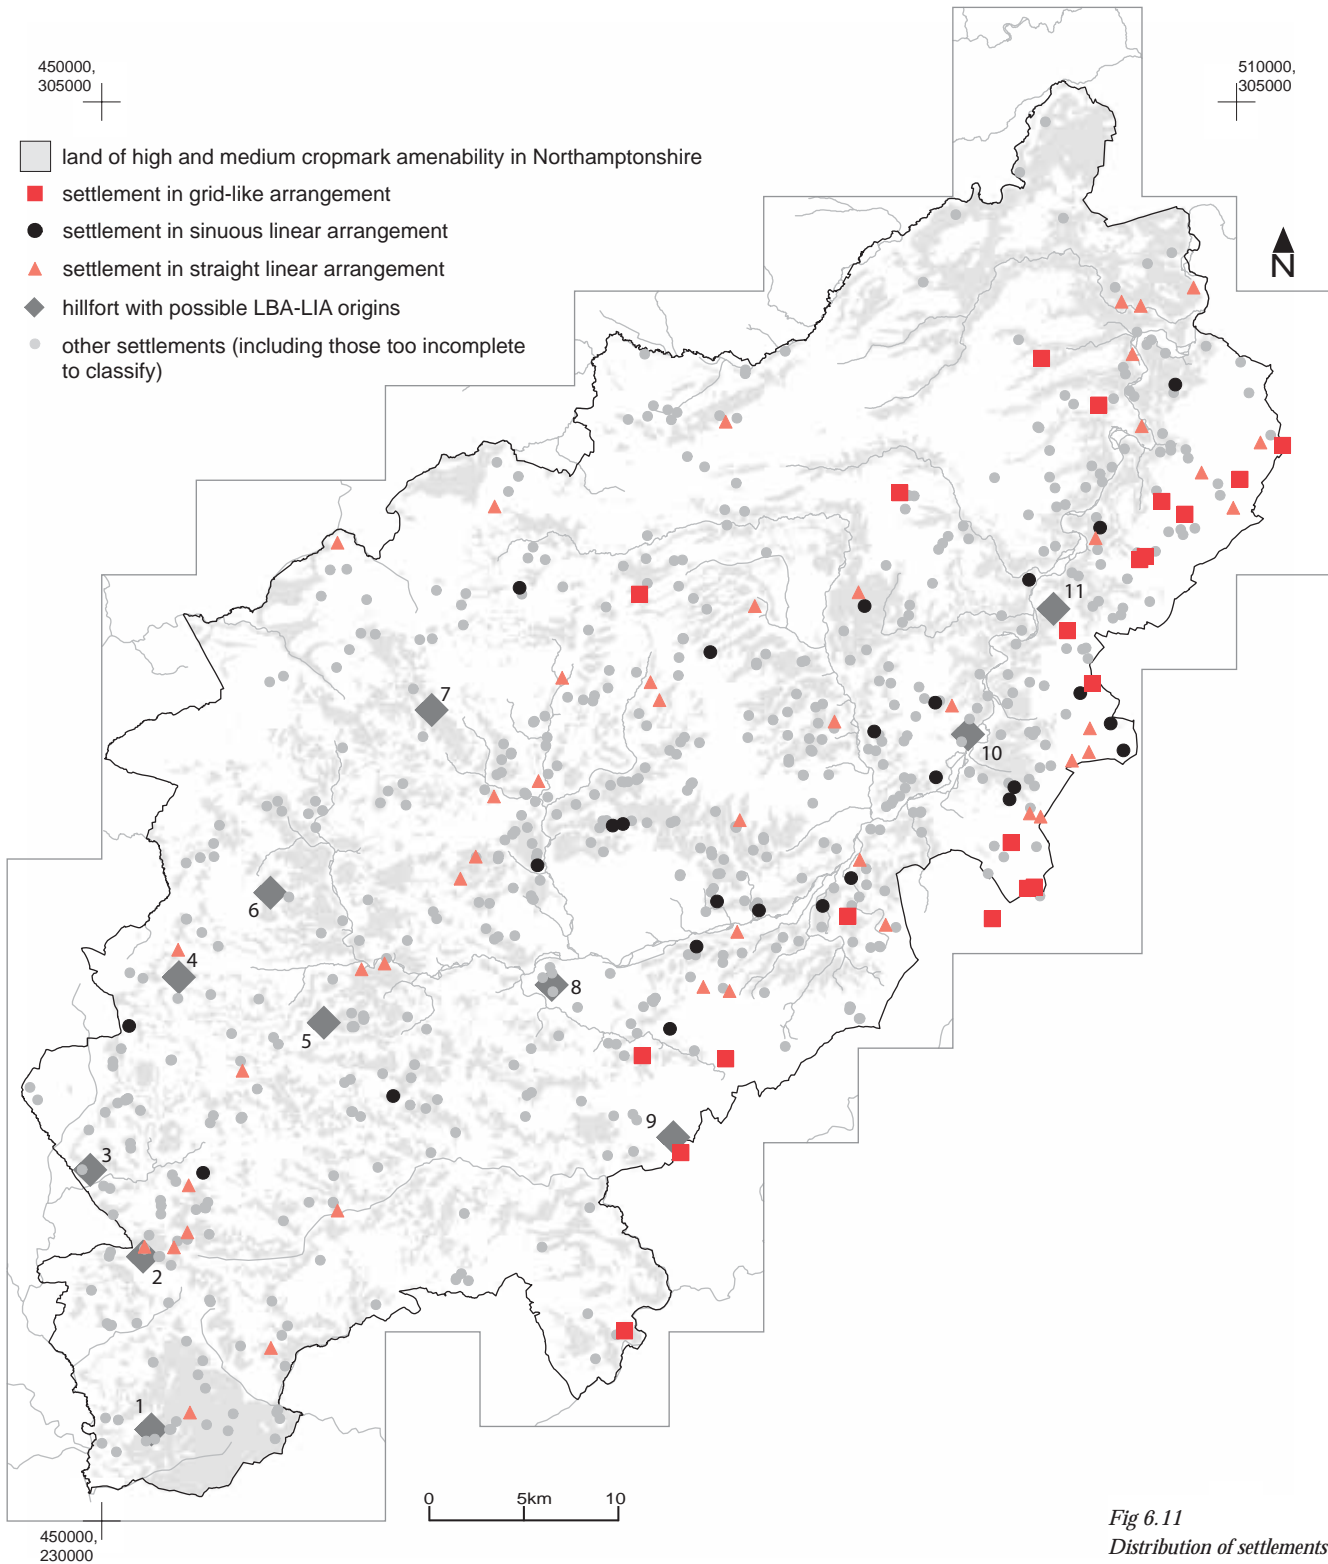 450000,
305000
510000,
305000
land of high and medium cropmark amenability in Northamptonshire
settlement in grid-like arrangement
settlement in sinuous linear arrangement
settlement in straight linear arrangement
hillfort with possible LBA-LIA origins
other settlements (including those too incomplete
to classify)
N
11
7
10
6
4
8
5
9
3
2
1
0 5km 10
450000,
230000
Fig 6.11
Distribution of settlements